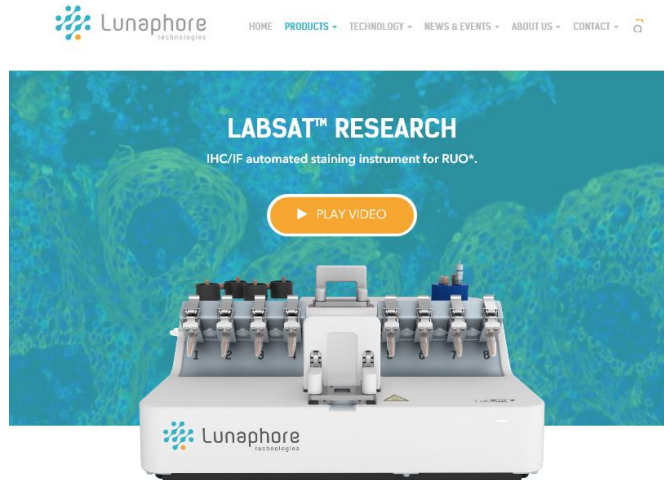 Lunaphore
technologies
HOME PRODUCTS TECHNOLOGY NEWS & EVENTS ABOUT US CONTACT
LABSAT™ RESEARCH
IHC/IF automated staining instrument for RUO*.
PLAY VIDEO
1 2 3 5 6 7 8
Lunaphore
technologies